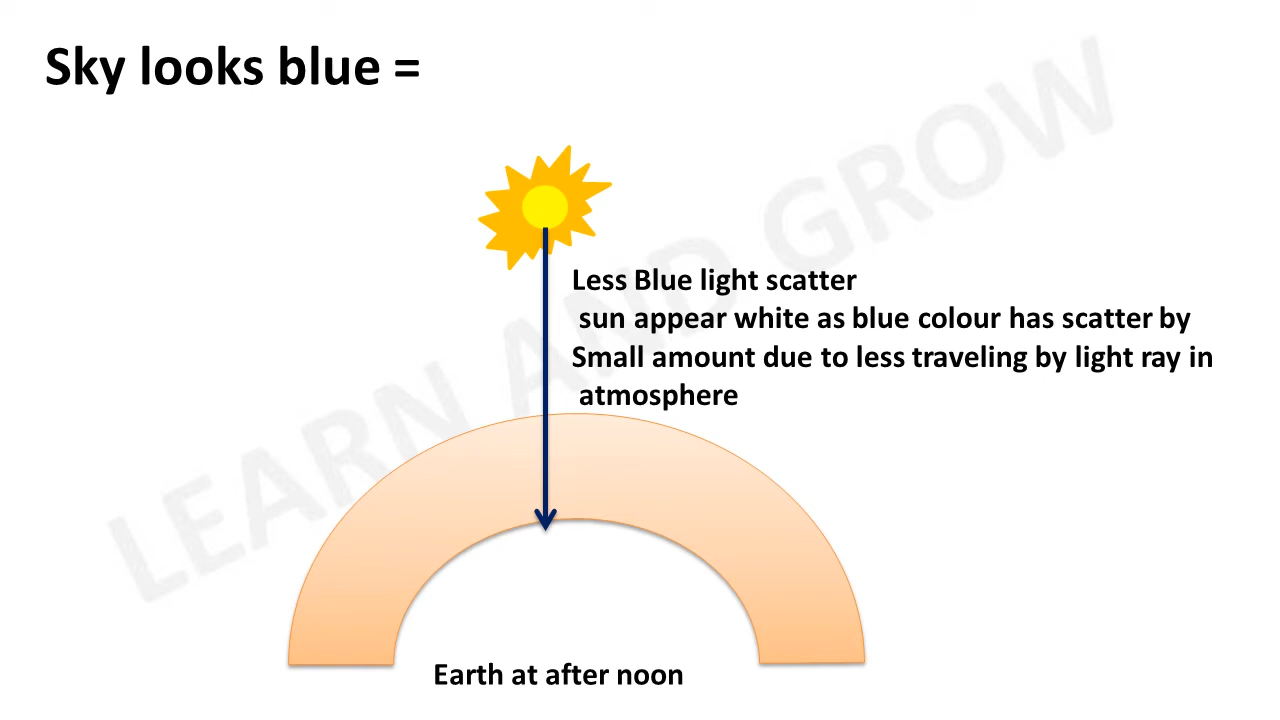 Sky looks blue =
LEARN AND GROW
Less Blue light scatter
sun appear white as blue colour has scatter by
Small amount due to less traveling by light ray in
atmosphere
Earth at after noon